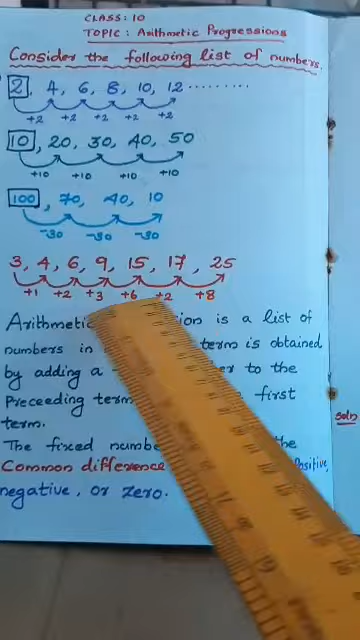 CLASS: 10
TOPIC: Arithmetic Progressions
Consider the following list of numbers.
2, 4, 6, 8, 10, 12.........
+2 +2 +2 +2 +2
10, 20, 30, 40, 50
+10 +10 +10 +10
100, 70, 40, 10
-30 -30 -30
3, 4, 6, 9, 15, 17, 25
+1 +2 +3 +6 +2 +8
Arithmetic is a list of
numbers in term is obtained
by adding a to the
Preceeding term first
term.
The fixed the
Common difference Positive,
negative, or zero.
Soln